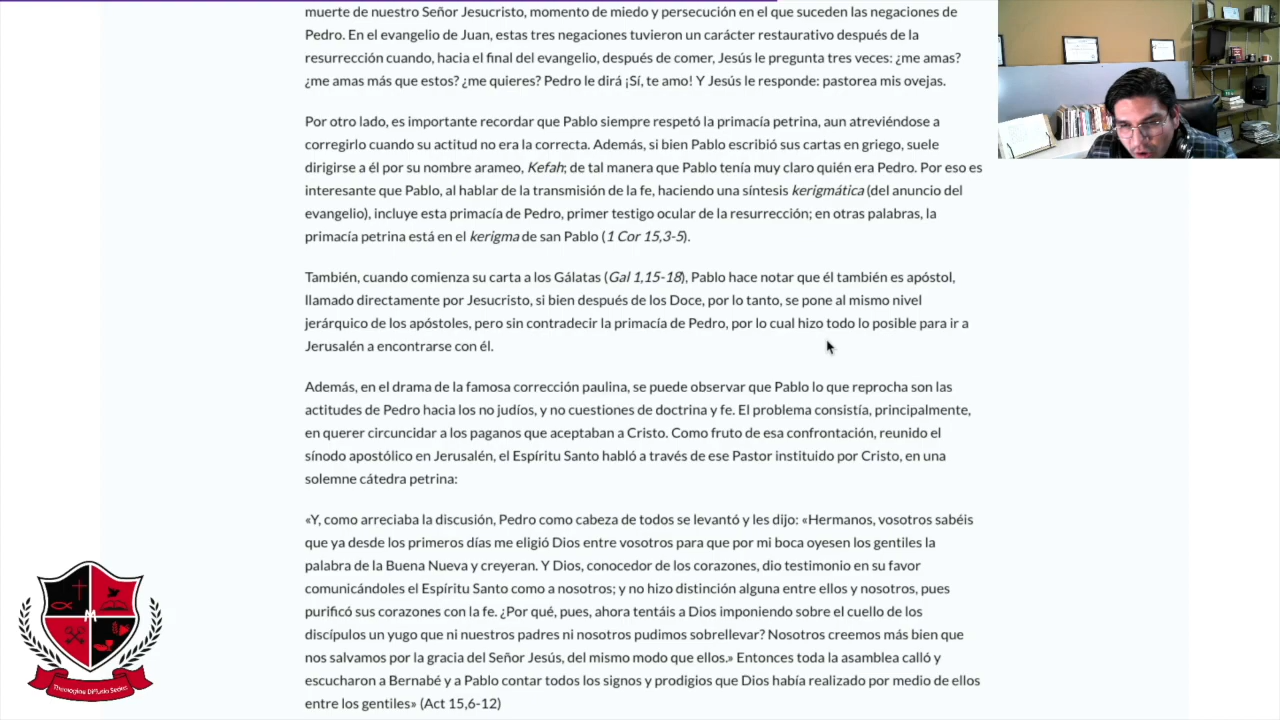 muerte de nuestro Señor Jesucristo, momento de miedo y persecución en el que suceden las negaciones de
Pedro. En el evangelio de Juan, estas tres negaciones tuvieron un carácter restaurativo después de la
resurrección cuando, hacia el final del evangelio, después de comer, Jesús le pregunta tres veces: ¿me amas?
¿me amas más que estos? ¿me quieres? Pedro le dirá ¡Sí, te amo! Y Jesús le responde: pastorea mis ovejas.
Por otro lado, es importante recordar que Pablo siempre respetó la primacía petrina, aun atreviéndose a
corregirlo cuando su actitud no era la correcta. Además, si bien Pablo escribió sus cartas en griego, suele
dirigirse a él por su nombre arameo, Kefah; de tal manera que Pablo tenía muy claro quién era Pedro. Por eso es
interesante que Pablo, al hablar de la transmisión de la fe, haciendo una síntesis kerigmática (del anuncio del
evangelio), incluye esta primacía de Pedro, primer testigo ocular de la resurrección; en otras palabras, la
primacía petrina está en el kerigma de san Pablo (1 Cor 15,3-5).
También, cuando comienza su carta a los Gálatas (Gal 1,15-18), Pablo hace notar que él también es apóstol,
llamado directamente por Jesucristo, si bien después de los Doce, por lo tanto, se pone al mismo nivel
jerárquico de los apóstoles, pero sin contradecir la primacía de Pedro, por lo cual hizo todo lo posible para ir a
Jerusalén a encontrarse con él.
Además, en el drama de la famosa corrección paulina, se puede observar que Pablo lo que reprocha son las
actitudes de Pedro hacia los no judíos, y no cuestiones de doctrina y fe. El problema consistía, principalmente,
en querer circuncidar a los paganos que aceptaban a Cristo. Como fruto de esa confrontación, reunido el
sínodo apostólico en Jerusalén, el Espíritu Santo habló a través de ese Pastor instituido por Cristo, en una
solemne cátedra petrina:
«Y, como arreciaba la discusión, Pedro como cabeza de todos se levantó y les dijo: «Hermanos, vosotros sabéis
que ya desde los primeros días me eligió Dios entre vosotros para que por mi boca oyesen los gentiles la
palabra de la Buena Nueva y creyeran. Y Dios, conocedor de los corazones, dio testimonio en su favor
comunicándoles el Espíritu Santo como a nosotros; y no hizo distinción alguna entre ellos y nosotros, pues
purificó sus corazones con la fe. ¿Por qué, pues, ahora tentáis a Dios imponiendo sobre el cuello de los
discípulos un yugo que ni nuestros padres ni nosotros pudimos sobrellevar? Nosotros creemos más bien que
nos salvamos por la gracia del Señor Jesús, del mismo modo que ellos.» Entonces toda la asamblea calló y
escucharon a Bernabé y a Pablo contar todos los signos y prodigios que Dios había realizado por medio de ellos
entre los gentiles» (Act 15,6-12)